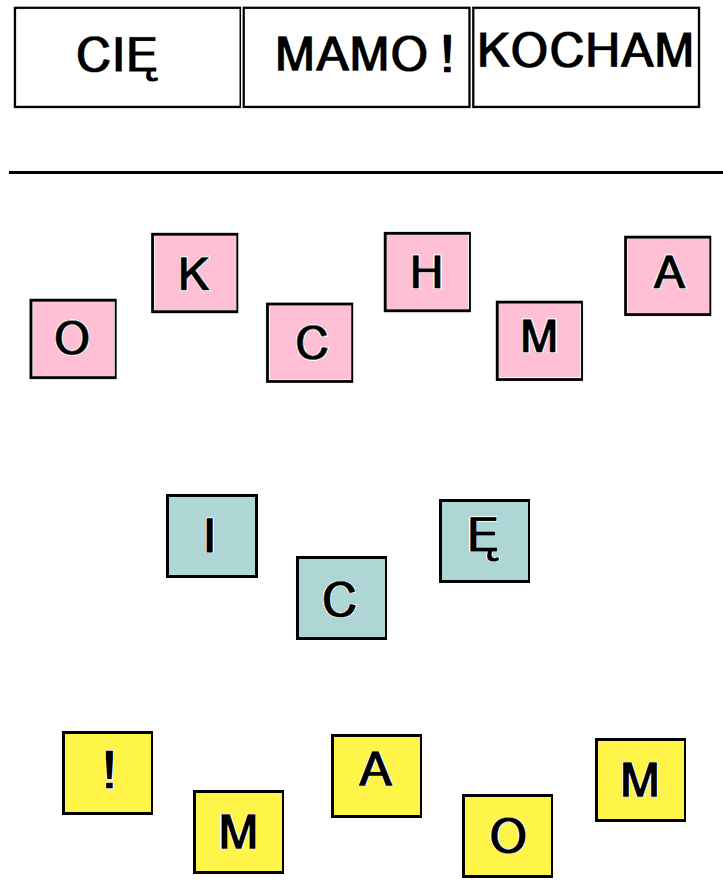 CIĘ MAMO ! KOCHAM
O K C H M A
I C Ę
! M A O M